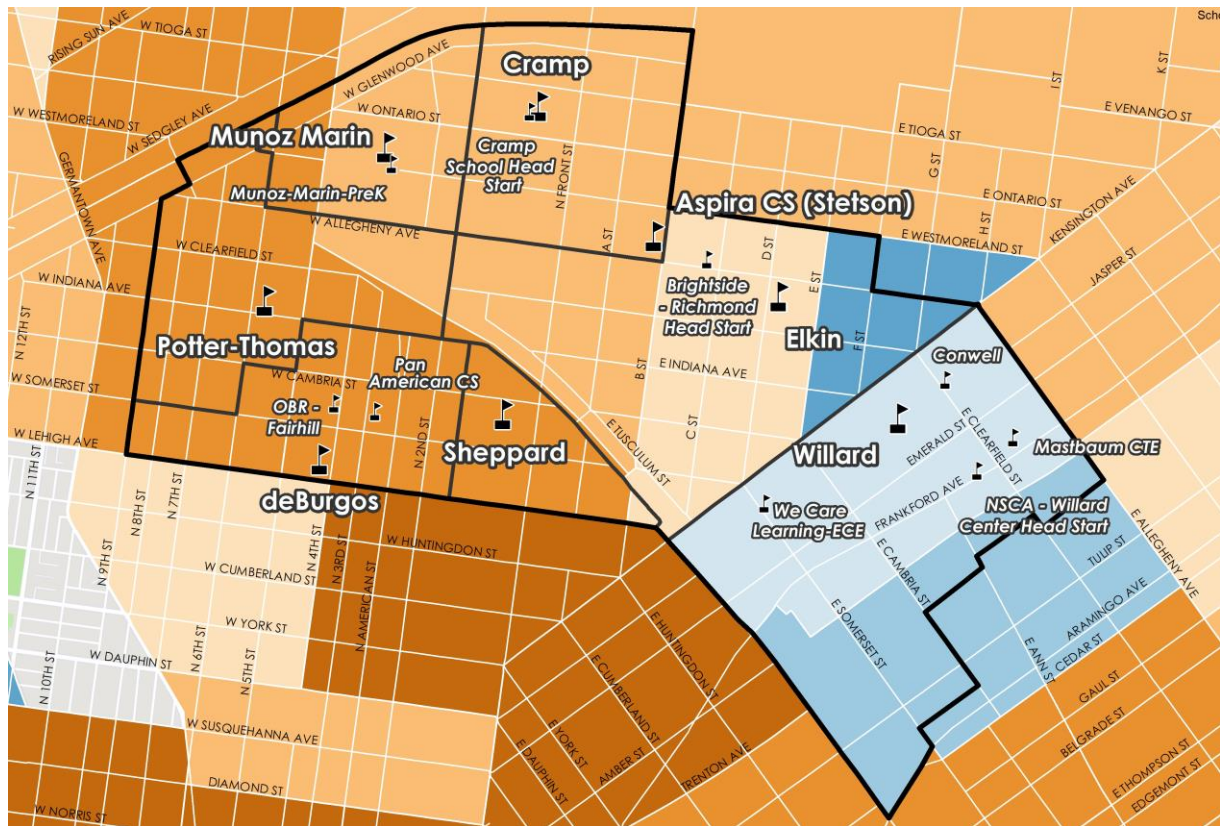 Sche
W TIOGA ST
RISING SUN AVE
K ST
I ST
W GLENWOOD AVE
Cramp
E VENANGO ST
W WESTMORELAND ST
W SEDGLEY AVE
W ONTARIO ST
E TIOGA ST
Munoz Marin
Cramp
School Head
Start
G ST
GERMANTOWN AVE
Munoz-Marin-PreK
N FRONT ST
E ONTARIO ST
KENSINGTON AVE
Aspira CS (Stetson)
H ST
W ALLEGHENY AVE
A ST
E WESTMORELAND ST
W CLEARFIELD ST
D ST
JASPER ST
W INDIANA AVE
Brightside
- Richmond
Head Start
E ST
N 12TH ST
Potter-Thomas
Elkin
F ST
Pan
American CS
B ST
E INDIANA AVE
Conwell
W SOMERSET ST
W CAMBRIA ST
OBR -
Fairhill
N 2ND ST
C ST
E TUSCULUM ST
E CLEARFIELD ST
W LEHIGH AVE
Sheppard
Willard
EMERALD ST
Mastbaum CTE
N 11TH ST
deBurgos
FRANKFORD AVE
NSCA - Willard
Center Head Start
We Care
Learning-ECE
N 7TH ST
N 8TH ST
N 9TH ST
N 4TH ST
N 3RD ST
W HUNTINGDON ST
E CAMBRIA ST
TULIP ST
E ALLEGHENY AVE
W CUMBERLAND ST
N AMERICAN ST
E HUNTINGDON ST
E SOMERSET ST
ARAMINGO AVE
W YORK ST
E ANN ST
CEDAR ST
W DAUPHIN ST
N 6TH ST
N 5TH ST
N 10TH ST
E CUMBERLAND ST
GAUL ST
BELGRADE ST
W SUSQUEHANNA AVE
E YORK ST
E DAUPHIN ST
AMBER ST
TRENTON AVE
E THOMPSON ST
EDGEMONT ST
DIAMOND ST
W NORRIS ST